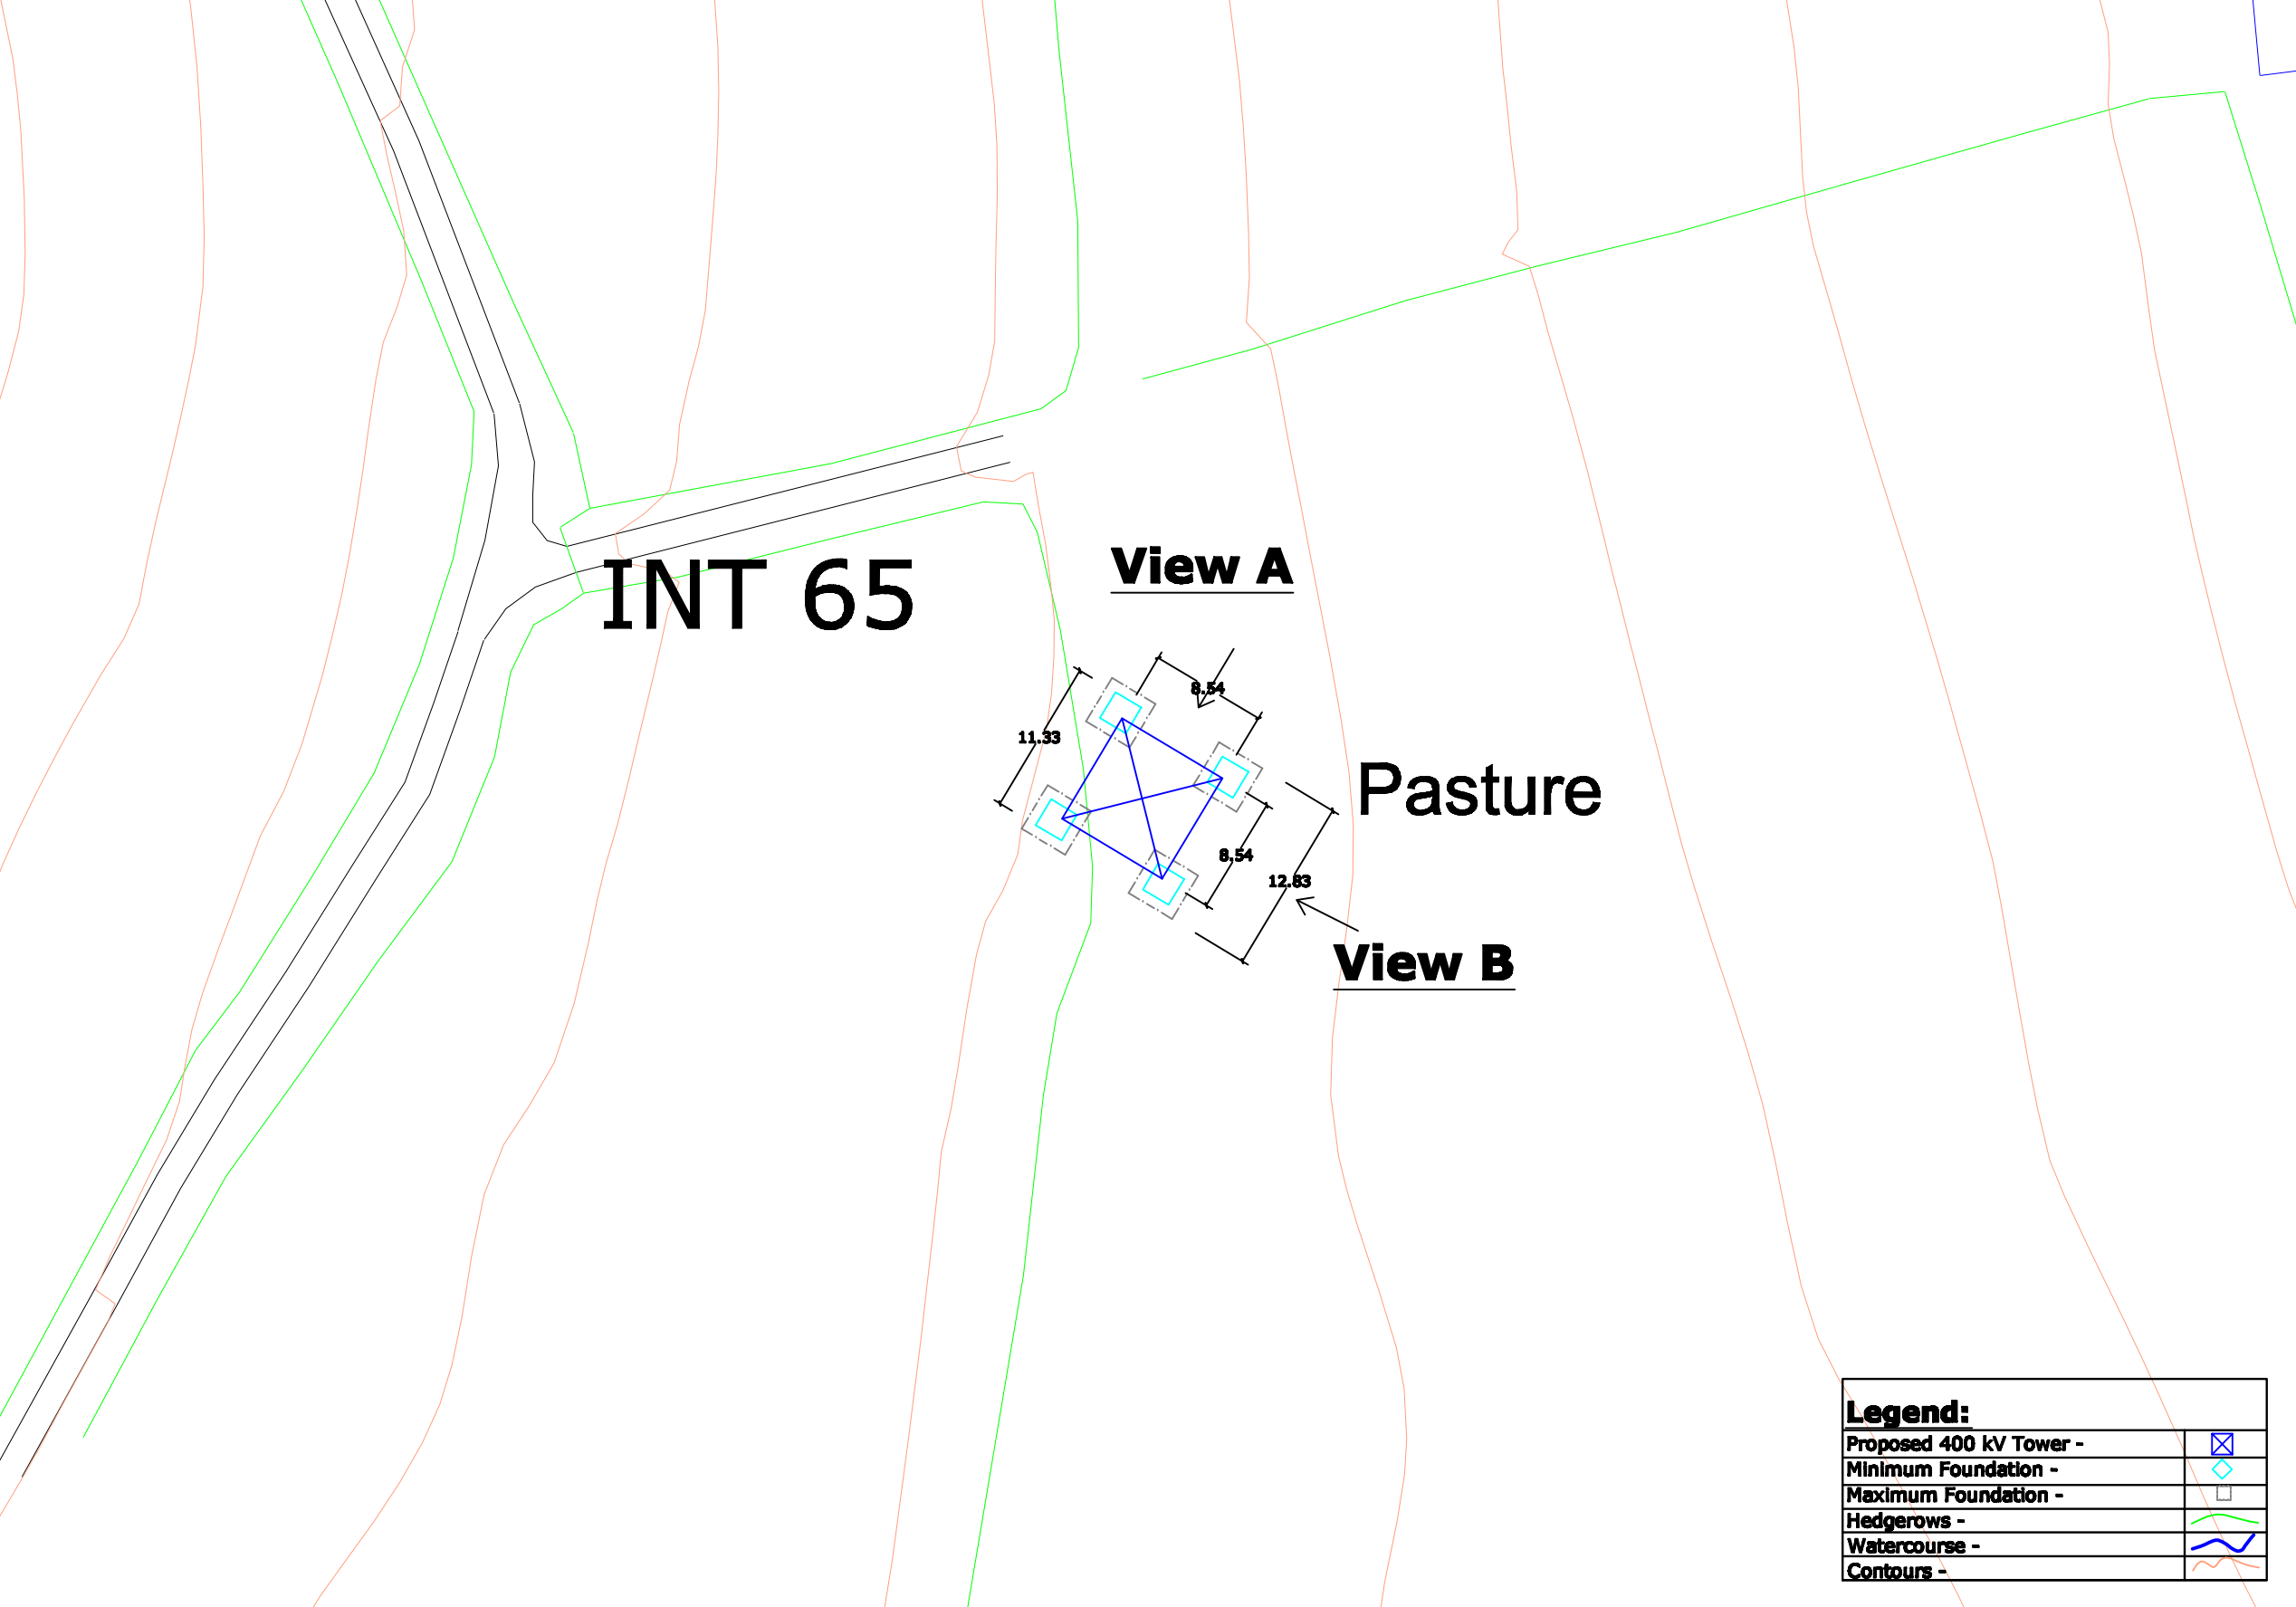 INT 65
View A
8.54
11.33
Pasture
8.54
12.83
View B
Legend:
Proposed 400 kV Tower -
Minimum Foundation -
Maximum Foundation -
Hedgerows -
Watercourse -
Contours -